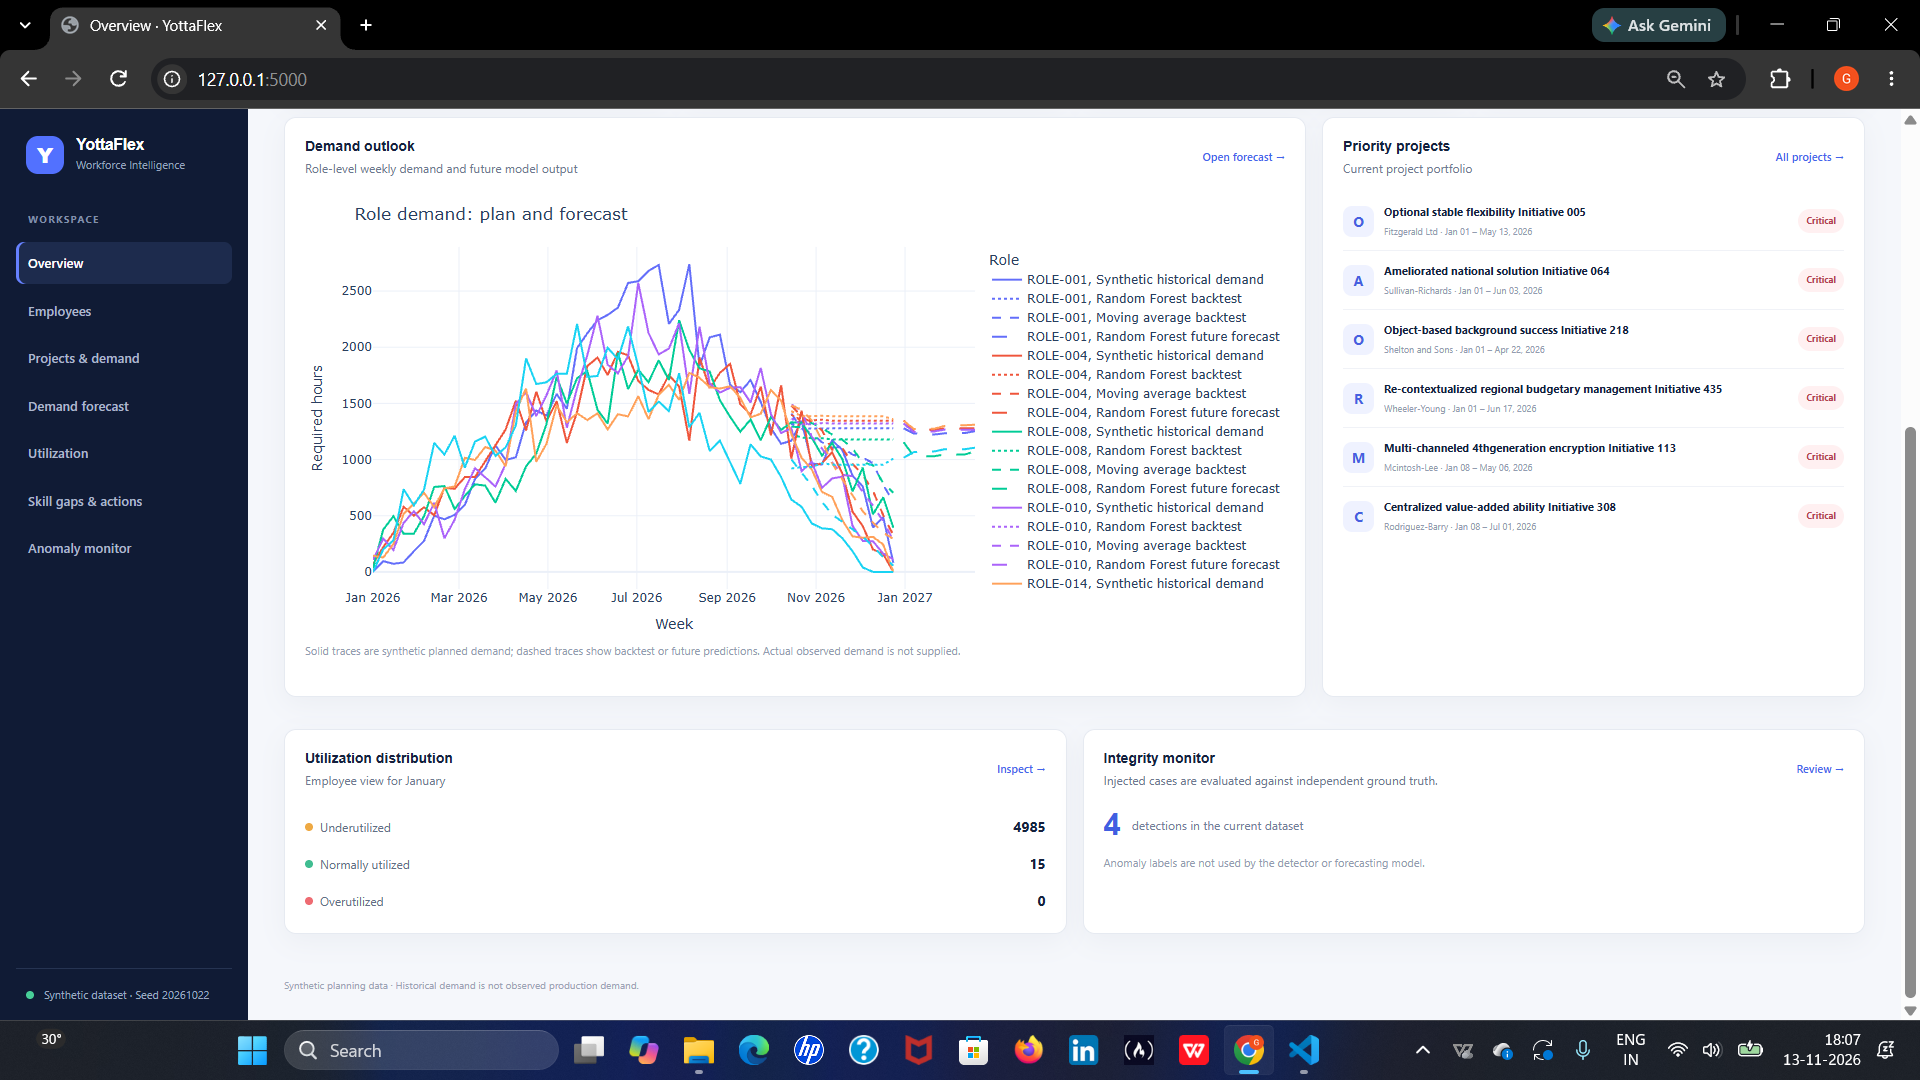 Overview · YottaFlex
Ask Gemini
127.0.0.1:5000
G
Y
YottaFlex
Workforce Intelligence
WORKSPACE
Overview
Employees
Projects & demand
Demand forecast
Utilization
Skill gaps & actions
Anomaly monitor
Synthetic dataset · Seed 20261022
Demand outlook
Role-level weekly demand and future model output
Open forecast →
Role demand: plan and forecast
Required hours
2500
2000
1500
1000
500
0
Jan 2026
Mar 2026
May 2026
Jul 2026
Sep 2026
Nov 2026
Jan 2027
Week
Role
ROLE-001, Synthetic historical demand
ROLE-001, Random Forest backtest
ROLE-001, Moving average backtest
ROLE-001, Random Forest future forecast
ROLE-004, Synthetic historical demand
ROLE-004, Random Forest backtest
ROLE-004, Moving average backtest
ROLE-004, Random Forest future forecast
ROLE-008, Synthetic historical demand
ROLE-008, Random Forest backtest
ROLE-008, Moving average backtest
ROLE-008, Random Forest future forecast
ROLE-010, Synthetic historical demand
ROLE-010, Random Forest backtest
ROLE-010, Moving average backtest
ROLE-010, Random Forest future forecast
ROLE-014, Synthetic historical demand
Solid traces are synthetic planned demand; dashed traces show backtest or future predictions. Actual observed demand is not supplied.
Priority projects
Current project portfolio
All projects →
O
Optional stable flexibility Initiative 005
Fitzgerald Ltd · Jan 01 – May 13, 2026
Critical
A
Ameliorated national solution Initiative 064
Sullivan-Richards · Jan 01 – Jun 03, 2026
Critical
O
Object-based background success Initiative 218
Shelton and Sons · Jan 01 – Apr 22, 2026
Critical
R
Re-contextualized regional budgetary management Initiative 435
Wheeler-Young · Jan 01 – Jun 17, 2026
Critical
M
Multi-channeled 4thgeneration encryption Initiative 113
Mcintosh-Lee · Jan 08 – May 06, 2026
Critical
C
Centralized value-added ability Initiative 308
Rodriguez-Barry · Jan 08 – Jul 01, 2026
Critical
Utilization distribution
Employee view for January
Inspect →
Underutilized 4985
Normally utilized 15
Overutilized 0
Integrity monitor
Injected cases are evaluated against independent ground truth.
Review →
4 detections in the current dataset
Anomaly labels are not used by the detector or forecasting model.
Synthetic planning data · Historical demand is not observed production demand.
30°
Search
ENG
IN
18:07
13-11-2026